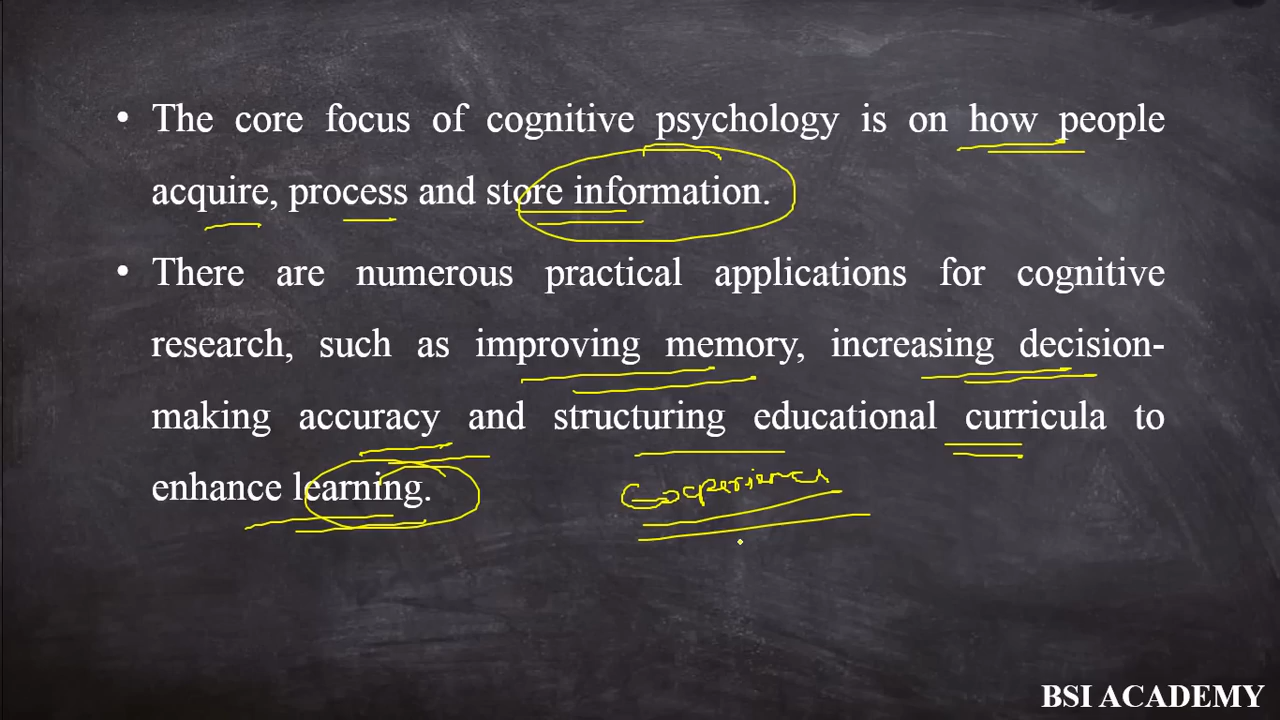 • The core focus of cognitive psychology is on how people
acquire, process and store information.
• There are numerous practical applications for cognitive
research, such as improving memory, increasing decision-
making accuracy and structuring educational curricula to
enhance learning.
BSI ACADEMY